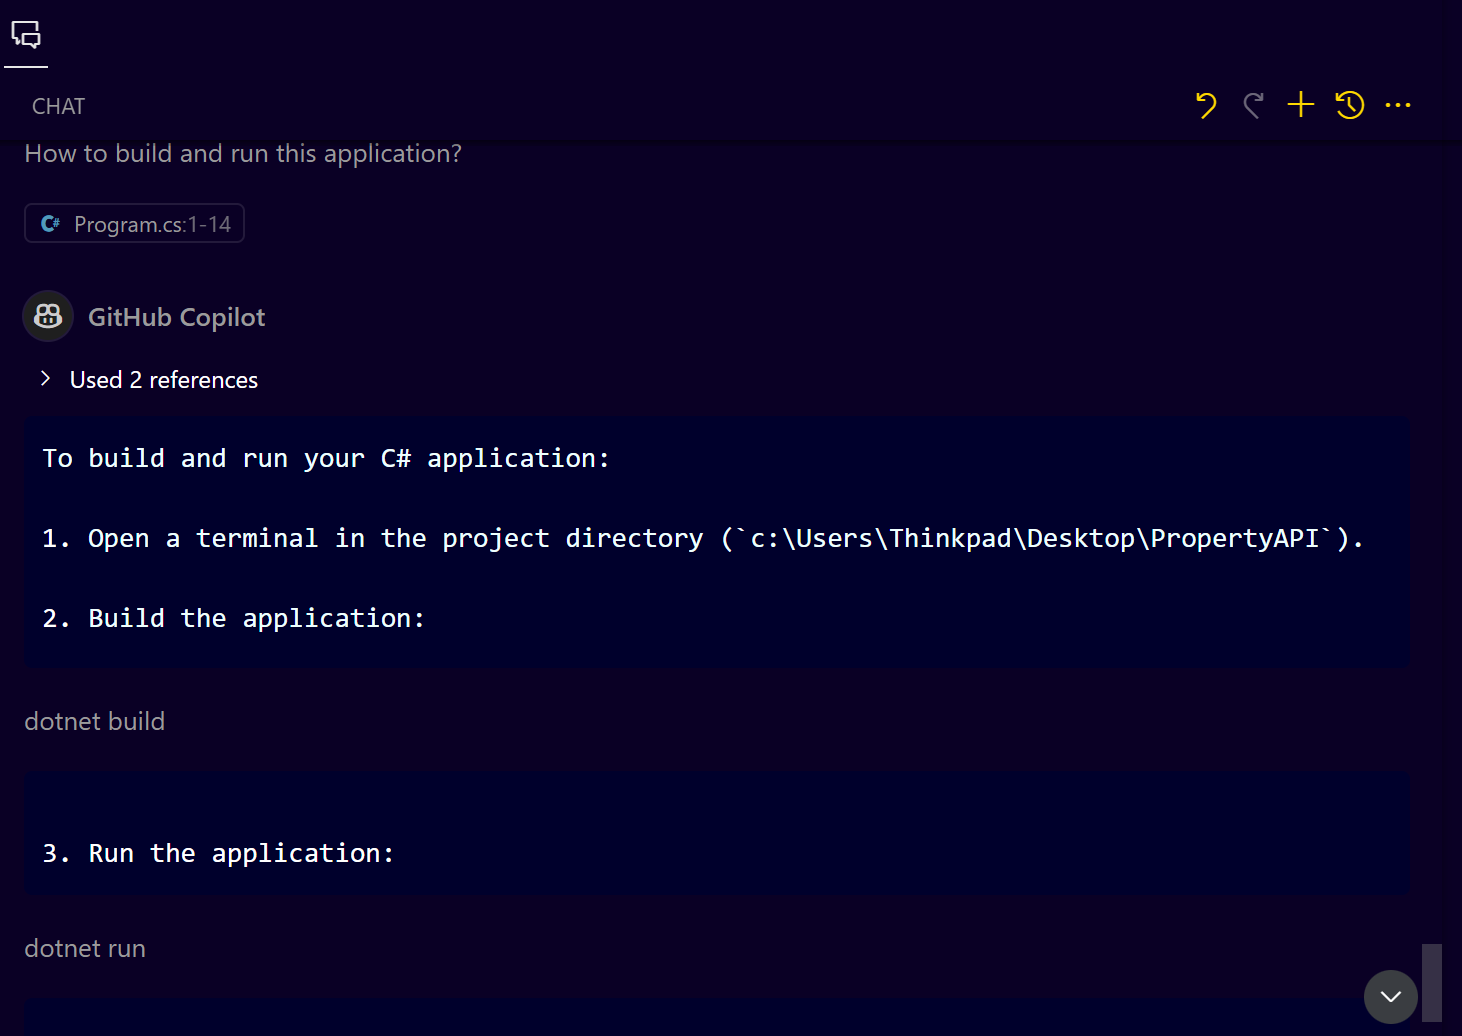 CHAT
How to build and run this application?
C# Program.cs:1-14
GitHub Copilot
Used 2 references
To build and run your C# application:
1. Open a terminal in the project directory (`c:\Users\Thinkpad\Desktop\PropertyAPI`).
2. Build the application:
dotnet build
3. Run the application:
dotnet run